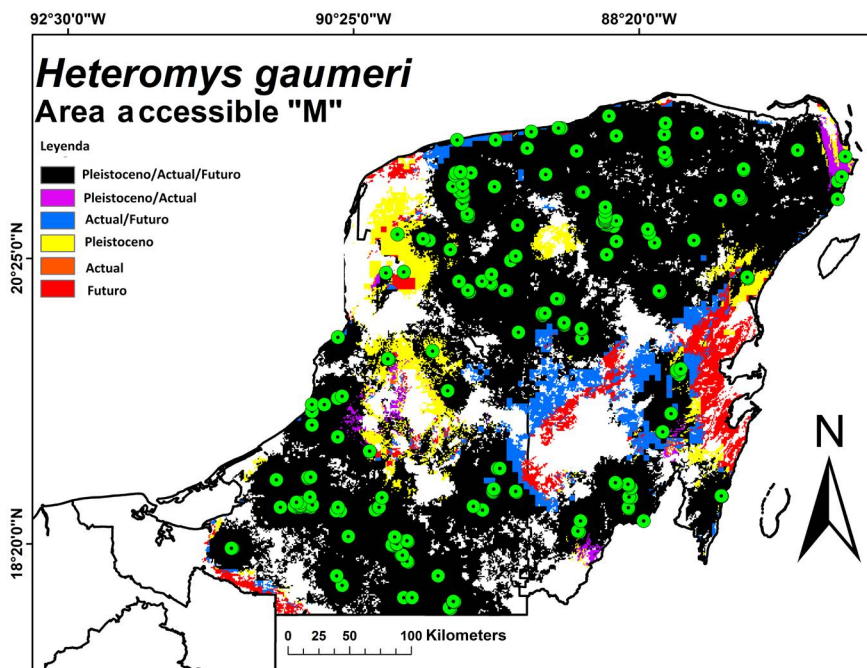 92°30'0"W 90°25'0"W 88°20'0"W
Heteromys gaumeri
Area accessible "M"
Leyenda
Pleistoceno/Actual/Futuro
Pleistoceno/Actual
Actual/Futuro
Pleistoceno
Actual
Futuro
20°25'0"N
18°20'0"N
N
0 25 50 100 Kilometers